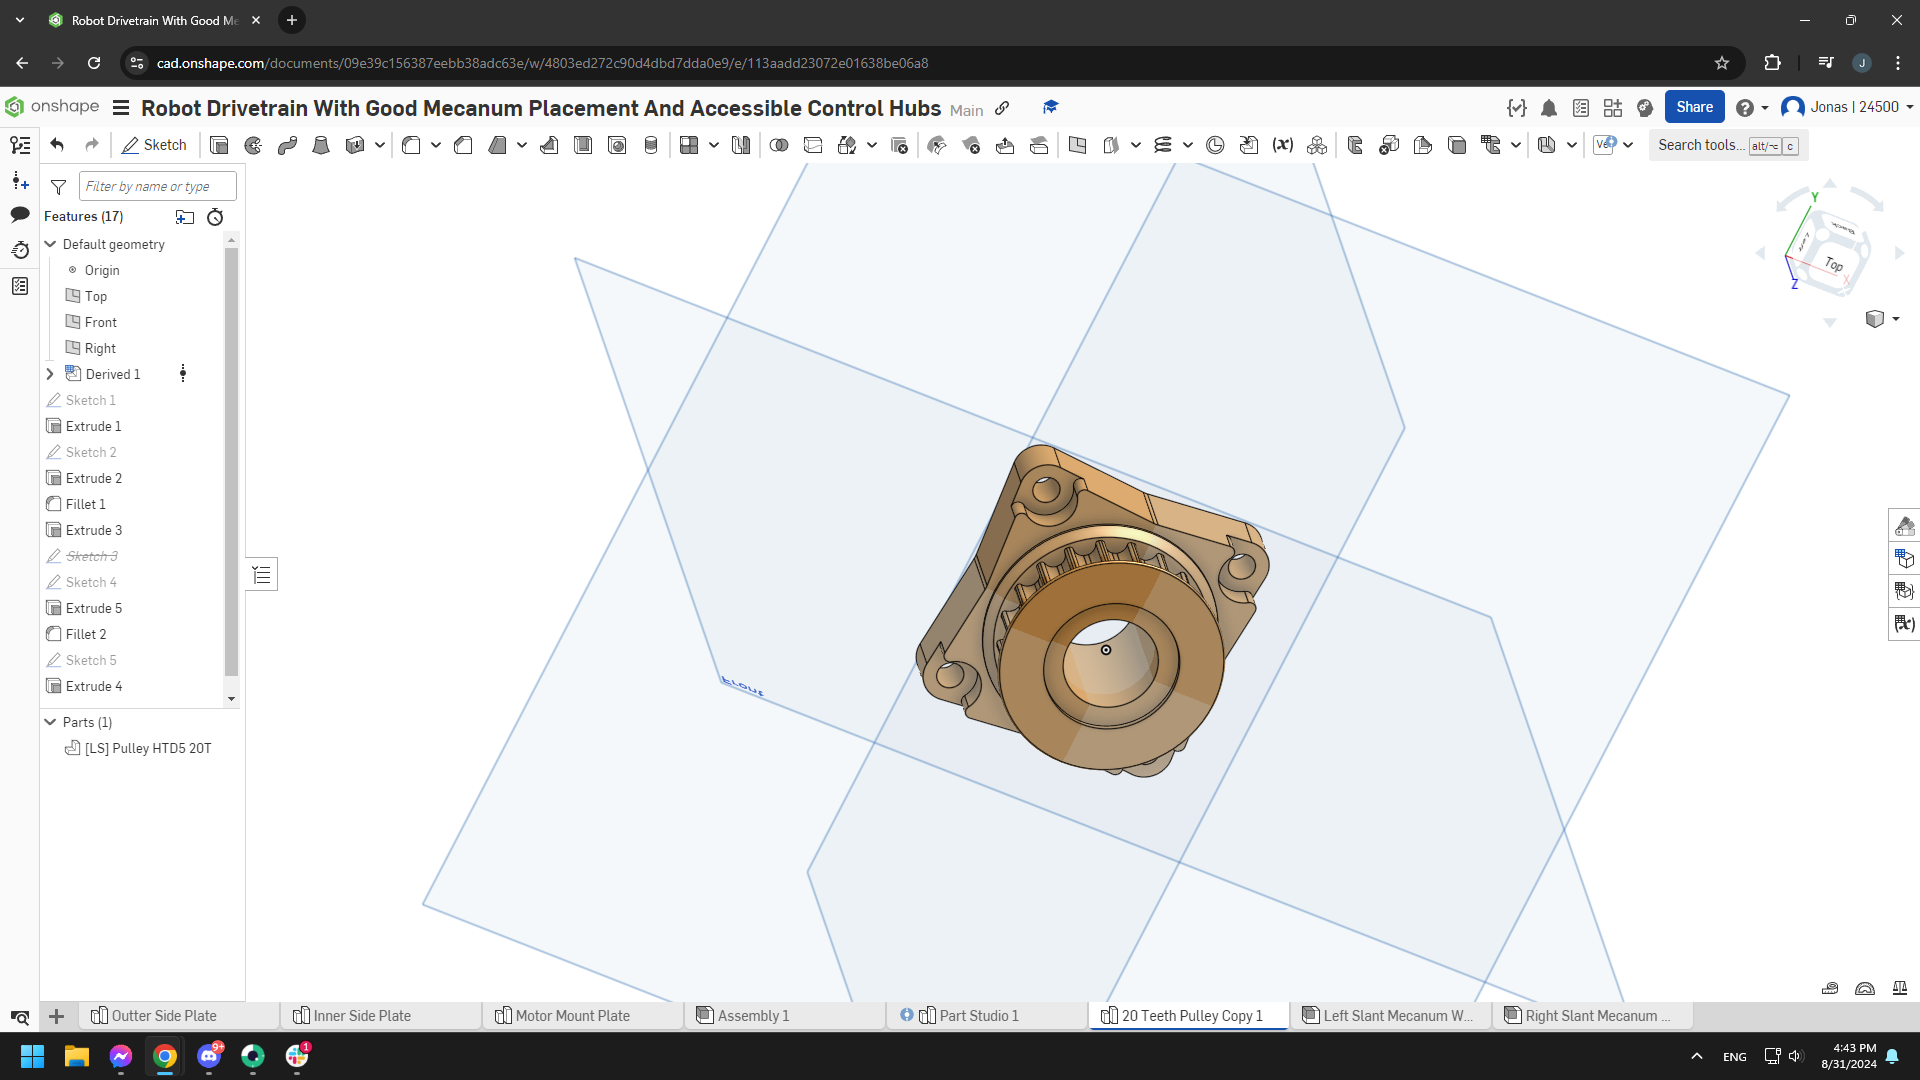 Robot Drivetrain With Good Me
cad.onshape.com/documents/09e39c156387eebb38adc63e/w/4803ed272c90d4dbd7dda0e9/e/113aadd23072e01638be06a8
J
onshape
Robot Drivetrain With Good Mecanum Placement And Accessible Control Hubs
Main
Share
Jonas | 24500
Sketch
(x)
Search tools...
alt/⌥ c
Filter by name or type
Features (17)
Default geometry
Origin
Top
Front
Right
Derived 1
Sketch 1
Extrude 1
Sketch 2
Extrude 2
Fillet 1
Extrude 3
Sketch 3
Sketch 4
Extrude 5
Fillet 2
Sketch 5
Extrude 4
Parts (1)
[LS] Pulley HTD5 20T
Y
Back
Left
Top
X
Z
Front
(x)
Outter Side Plate
Inner Side Plate
Motor Mount Plate
Assembly 1
Part Studio 1
20 Teeth Pulley Copy 1
Left Slant Mecanum W...
Right Slant Mecanum ...
9+
1
ENG
4:43 PM
8/31/2024